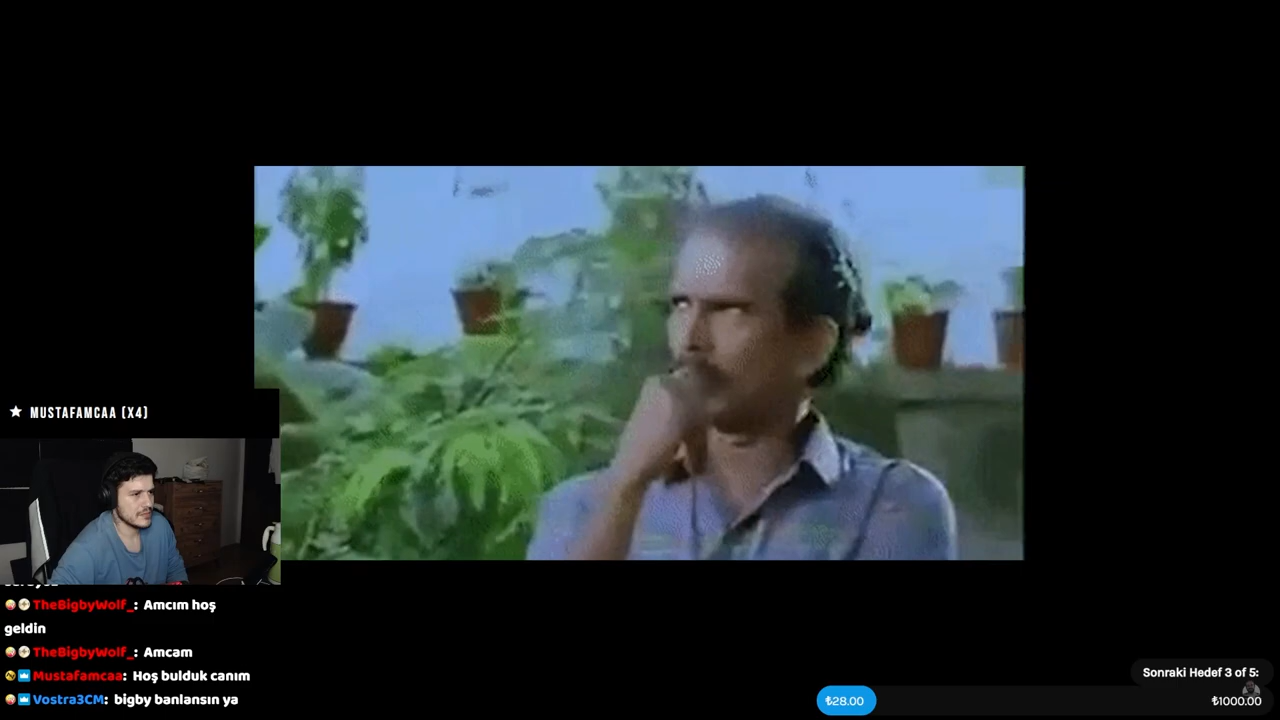 MUSTAFAMCAA (X4)
TheBigbyWolf_: Amcım hoş
geldin
TheBigbyWolf_: Amcam
Mustafamcaa: Hoş bulduk canım
Vostra3CM: bigby banlansın ya
Sonraki Hedef 3 of 5:
₺28.00
₺1000.00